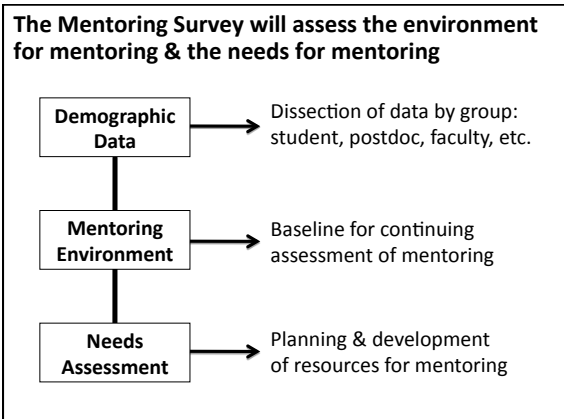 The Mentoring Survey will assess the environment
for mentoring & the needs for mentoring
Demographic
Data
Dissection of data by group:
student, postdoc, faculty, etc.
Mentoring
Environment
Baseline for continuing
assessment of mentoring
Needs
Assessment
Planning & development
of resources for mentoring